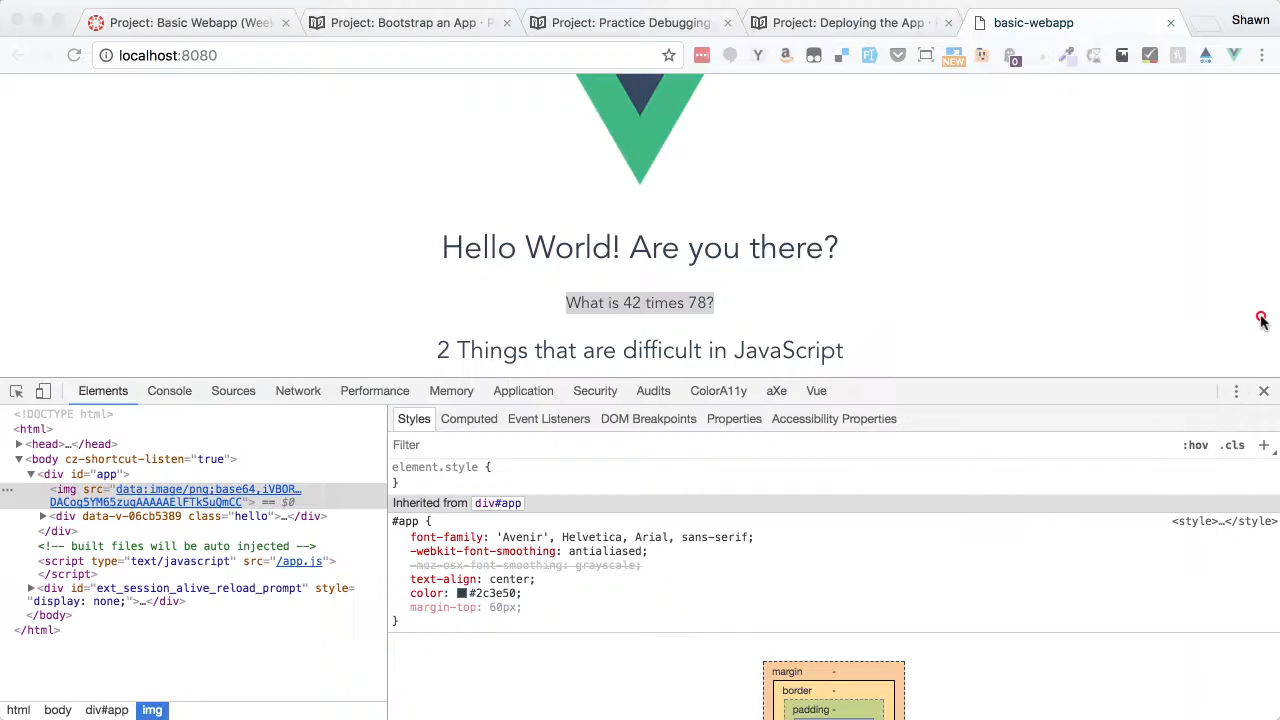 Project: Basic Webapp (Wee
Project: Bootstrap an App · P
Project: Practice Debugging
Project: Deploying the App ·
basic-webapp
Shawn
localhost:8080
NEW
0
Hello World! Are you there?
What is 42 times 78?
2 Things that are difficult in JavaScript
Elements Console Sources Network Performance Memory Application Security Audits ColorA11y aXe Vue
<!DOCTYPE html>
<html>
<head>…</head>
<body cz-shortcut-listen="true">
<div id="app">
<img src="data:image/png;base64,iVBOR…
DACog5YM65zugAAAAAElFTkSuQmCC"> == $0
<div data-v-06cb5389 class="hello">…</div>
</div>
<!-- built files will be auto injected -->
<script type="text/javascript" src="/app.js">
</script>
<div id="ext_session_alive_reload_prompt" style=
"display: none;">…</div>
</body>
</html>
html body div#app img
Styles Computed Event Listeners DOM Breakpoints Properties Accessibility Properties
Filter :hov .cls +
element.style {
}
Inherited from div#app
#app { <style>…</style>
font-family: 'Avenir', Helvetica, Arial, sans-serif;
-webkit-font-smoothing: antialiased;
-moz-osx-font-smoothing: grayscale;
text-align: center;
color: #2c3e50;
margin-top: 60px;
}
margin -
border -
padding -